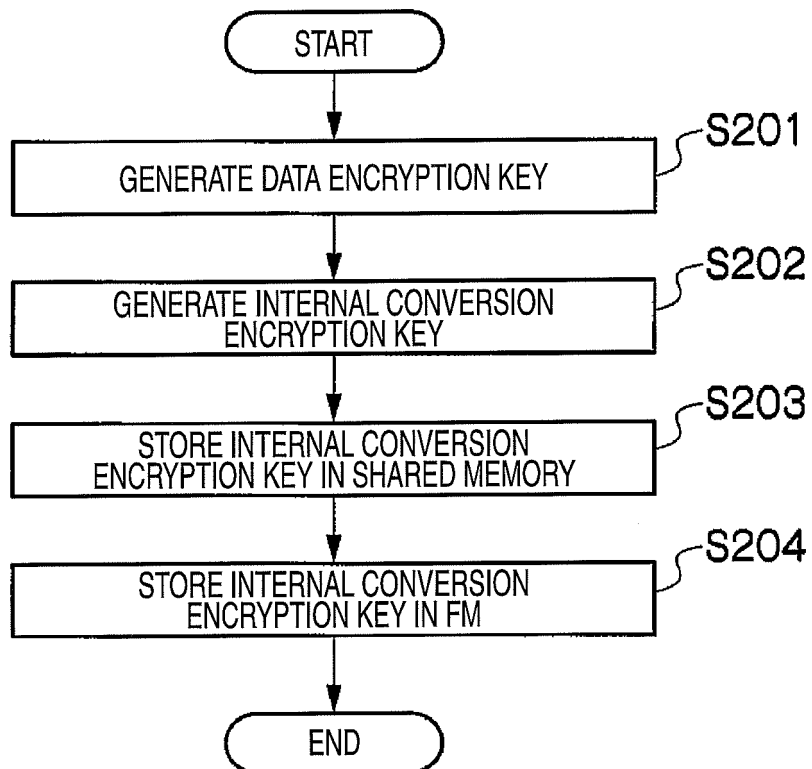 START
S201
GENERATE DATA ENCRYPTION KEY
S202
GENERATE INTERNAL CONVERSION
ENCRYPTION KEY
S203
STORE INTERNAL CONVERSION
ENCRYPTION KEY IN SHARED MEMORY
S204
STORE INTERNAL CONVERSION
ENCRYPTION KEY IN FM
END